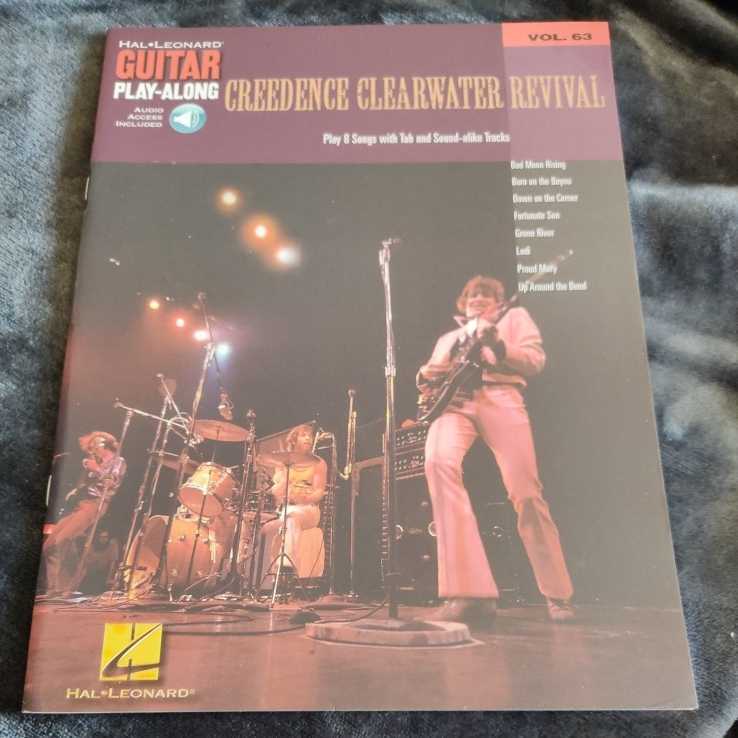 HAL•LEONARD®
GUITAR
PLAY-ALONG
AUDIO
ACCESS
INCLUDED
VOL. 63
CREEDENCE CLEARWATER REVIVAL
Play 8 Songs with Tab and Sound-alike Tracks
Bad Moon Rising
Born on the Bayou
Down on the Corner
Fortunate Son
Green River
Lodi
Proud Mary
Up Around the Bend
HAL•LEONARD®